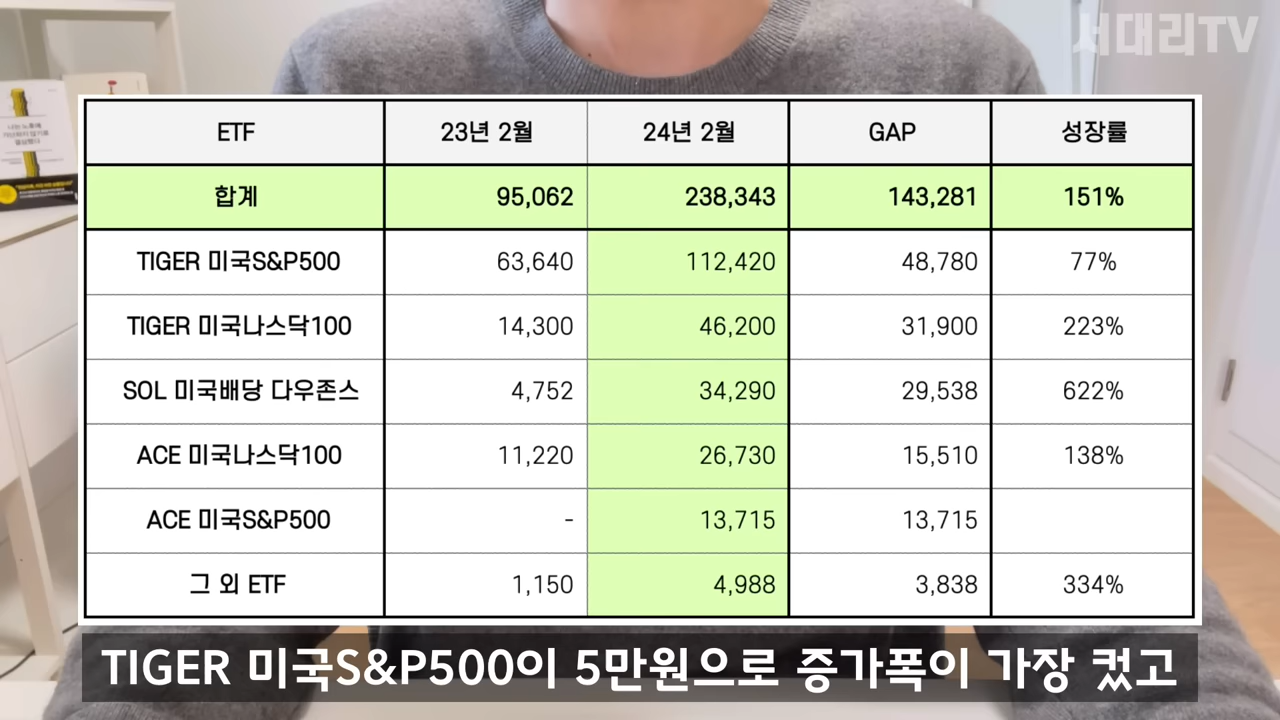 서대리TV
ETF 23년 2월 24년 2월 GAP 성장률
합계 95,062 238,343 143,281 151%
TIGER 미국S&P500 63,640 112,420 48,780 77%
TIGER 미국나스닥100 14,300 46,200 31,900 223%
SOL 미국배당 다우존스 4,752 34,290 29,538 622%
ACE 미국나스닥100 11,220 26,730 15,510 138%
ACE 미국S&P500 - 13,715 13,715
그 외 ETF 1,150 4,988 3,838 334%
TIGER 미국S&P500이 5만원으로 증가폭이 가장 컸고